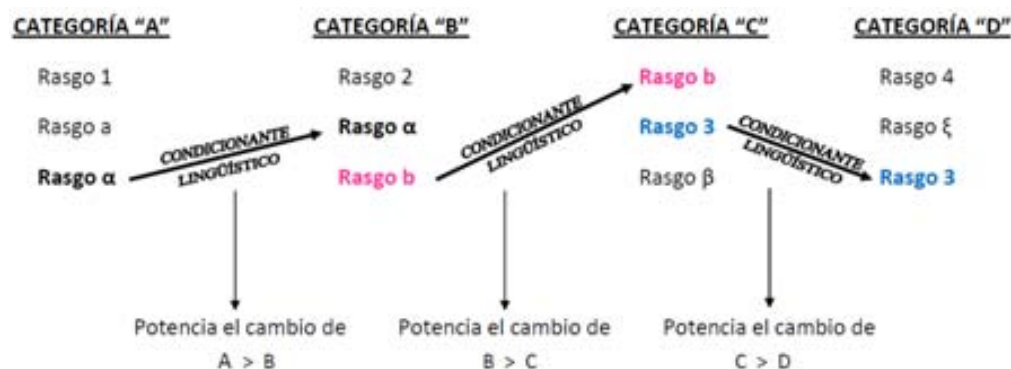 CATEGORÍA “A” CATEGORÍA “B” CATEGORÍA “C” CATEGORÍA “D”
Rasgo 1 Rasgo 2 Rasgo b Rasgo 4
Rasgo a Rasgo α Rasgo 3 Rasgo ξ
Rasgo α Rasgo b Rasgo β Rasgo 3
CONDICIONANTE
LINGÜÍSTICO
CONDICIONANTE
LINGÜÍSTICO
CONDICIONANTE
LINGÜÍSTICO
Potencia el cambio de
A > B
Potencia el cambio de
B > C
Potencia el cambio de
C > D